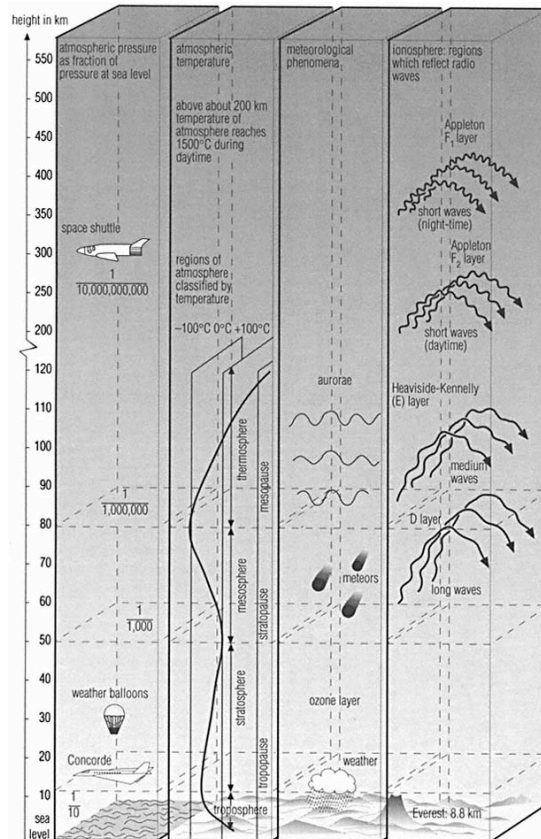 height in km
550
500
450
400
350
300
250
200
120
110
100
90
80
70
60
50
40
30
20
10
sea
level
atmospheric pressure
as fraction of
pressure at sea level
space shuttle
1
10,000,000,000
1
1,000,000
1
1,000
weather balloons
Concorde
1
10
atmospheric
temperature
above about 200 km
temperature of
atmosphere reaches
1500°C during
daytime
regions of
atmosphere
classified by
temperature
–100°C 0°C +100°C
thermosphere
mesopause
mesosphere
stratopause
stratosphere
tropopause
troposphere
meteorological
phenomena
aurorae
meteors
ozone layer
weather
ionosphere: regions
which reflect radio
waves
Appleton
F1 layer
short waves
(night-time)
Appleton
F2 layer
short waves
(daytime)
Heaviside-Kennelly
(E) layer
medium
waves
D layer
long waves
Everest: 8.8 km